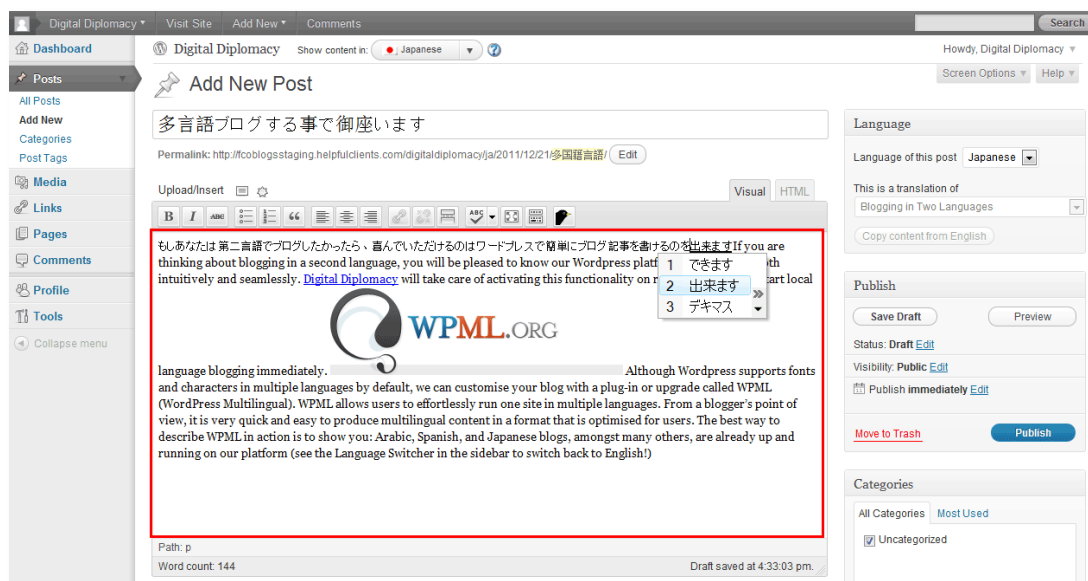 Digital Diplomacy Visit Site Add New Comments Search
Dashboard
Posts
All Posts
Add New
Categories
Post Tags
Media
Links
Pages
Comments
Profile
Tools
Collapse menu
Digital Diplomacy Show content in: Japanese ?
Howdy, Digital Diplomacy
Screen Options Help
Add New Post
多言語ブログする事で御座います
Permalink: http://fcoblogsstaging.helpfulclients.com/digitaldiplomacy/ja/2011/12/21/多国籍言語/ Edit
Upload/Insert
Visual HTML
B I ABC ABC
もしあなたは第二言語でブログしたかったら、喜んでいただけるのはワードプレスで簡単にブログ記事を書けるのを出来ますIf you are
thinking about blogging in a second language, you will be pleased to know our Wordpress oth
intuitively and seamlessly. Digital Diplomacy will take care of activating this functionality on art local
1 できます
2 出来ます
3 デキマス
WPML.ORG
language blogging immediately. Although Wordpress supports fonts
and characters in multiple languages by default, we can customise your blog with a plug-in or upgrade called WPML
(WordPress Multilingual). WPML allows users to effortlessly run one site in multiple languages. From a blogger's point of
view, it is very quick and easy to produce multilingual content in a format that is optimised for users. The best way to
describe WPML in action is to show you: Arabic, Spanish, and Japanese blogs, amongst many others, are already up and
running on our platform (see the Language Switcher in the sidebar to switch back to English!)
Path: p
Word count: 144 Draft saved at 4:33:03 pm.
Language
Language of this post Japanese
This is a translation of
Blogging in Two Languages
Copy content from English
Publish
Save Draft Preview
Status: Draft Edit
Visibility: Public Edit
Publish immediately Edit
Move to Trash Publish
Categories
All Categories Most Used
Uncategorized